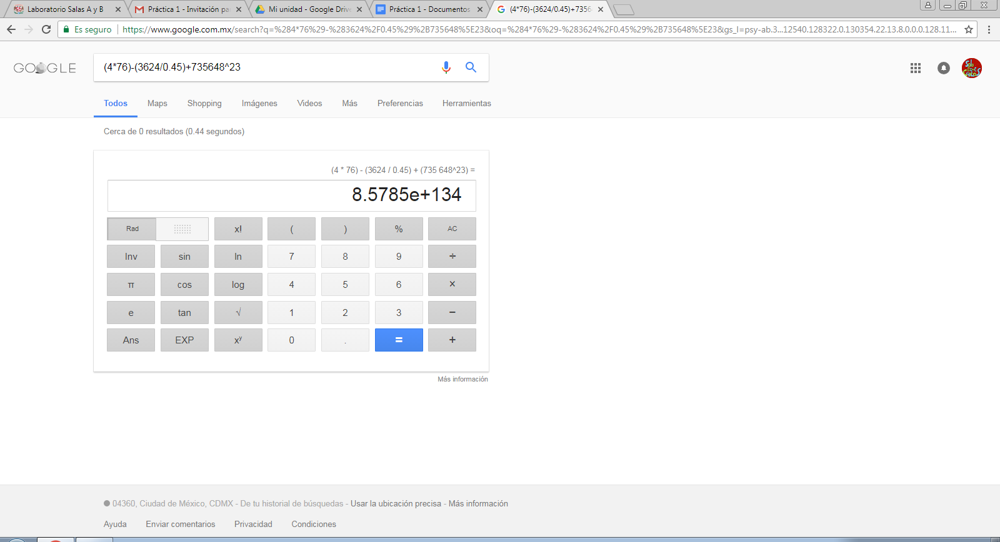 Laboratorio Salas A y B
Práctica 1 - Invitación pa
Mi unidad - Google Drive
Práctica 1 - Documentos
(4*76)-(3624/0.45)+7356
Es seguro
https://www.google.com.mx/search?q=%284*76%29-%283624%2F0.45%29%2B735648%5E23&oq=%284*76%29-%283624%2F0.45%29%2B735648%5E23&gs_l=psy-ab.3...12540.128322.0.130354.22.13.8.0.0.0.128.11...
GOOGLE
(4*76)-(3624/0.45)+735648^23
Todos
Maps
Shopping
Imágenes
Videos
Más
Preferencias
Herramientas
Cerca de 0 resultados (0.44 segundos)
(4 * 76) - (3624 / 0.45) + (735 648^23) =
8.5785e+134
Rad
x!
(
)
%
AC
Inv
sin
ln
7
8
9
÷
π
cos
log
4
5
6
×
e
tan
√
1
2
3
−
Ans
EXP
xʸ
0
.
=
+
Más información
04360, Ciudad de México, CDMX - De tu historial de búsquedas - Usar la ubicación precisa - Más información
Ayuda
Enviar comentarios
Privacidad
Condiciones